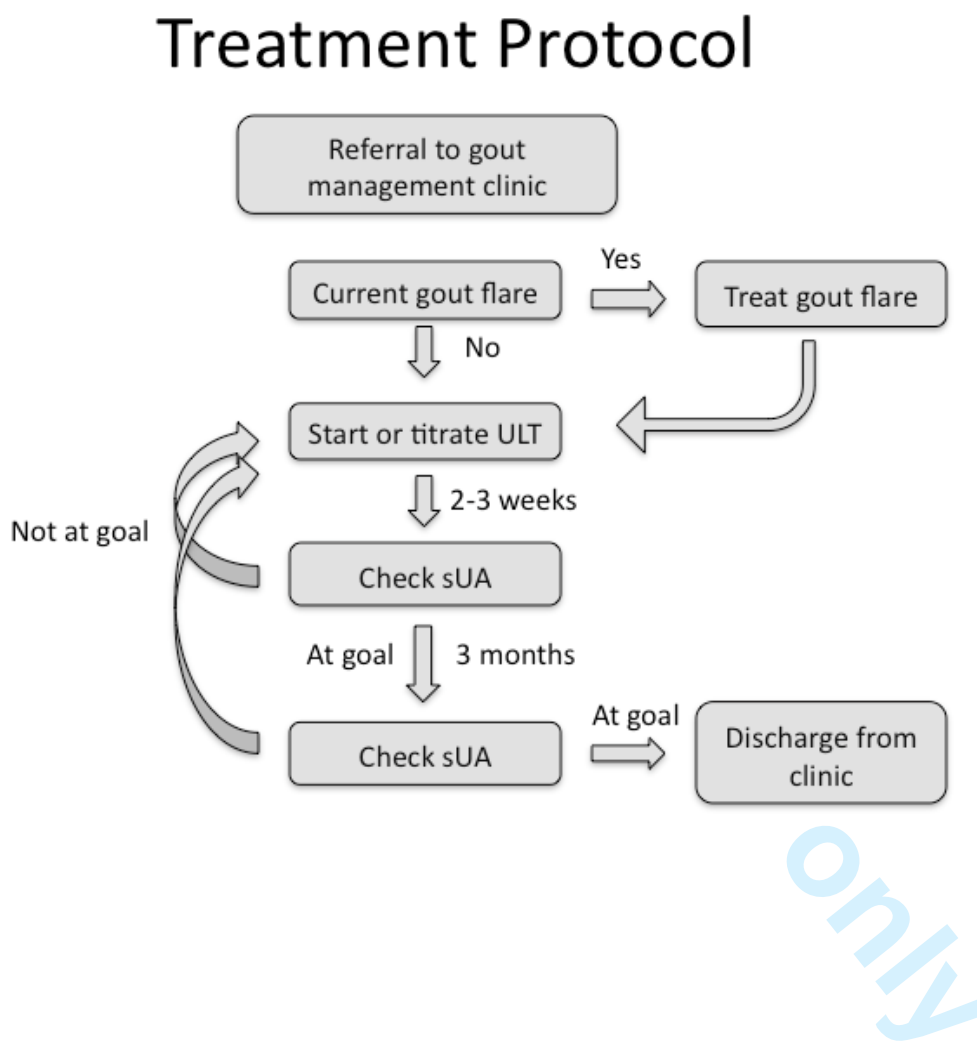 Treatment Protocol
Referral to gout
management clinic
Current gout flare
Yes
Treat gout flare
No
Start or titrate ULT
2-3 weeks
Not at goal
Check sUA
At goal
3 months
Check sUA
At goal
Discharge from
clinic
only